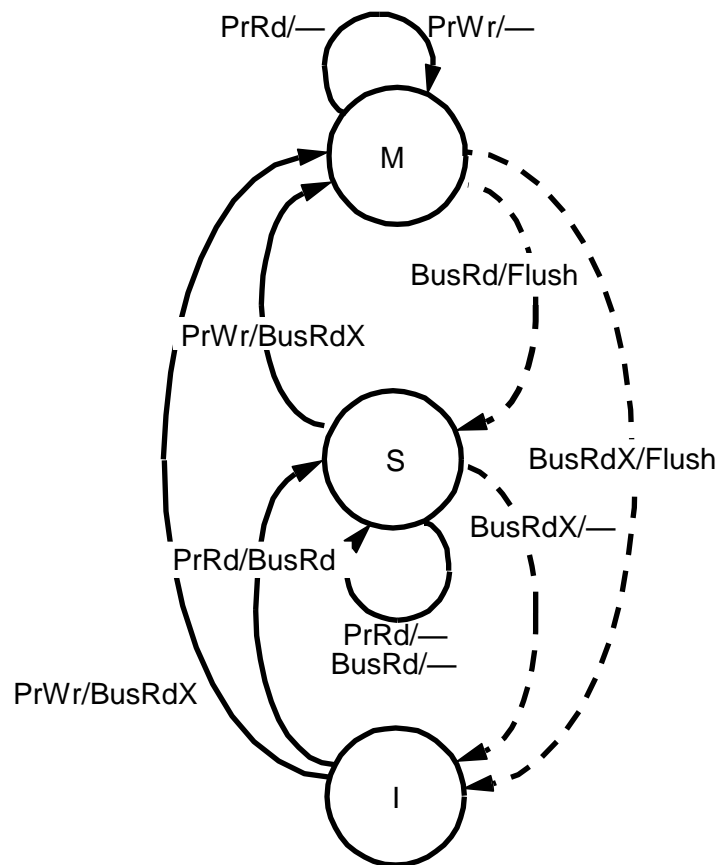 PrRd/—
PrWr/—
M
BusRd/Flush
PrWr/BusRdX
S
BusRdX/Flush
BusRdX/—
PrRd/BusRd
PrRd/—
BusRd/—
PrWr/BusRdX
I